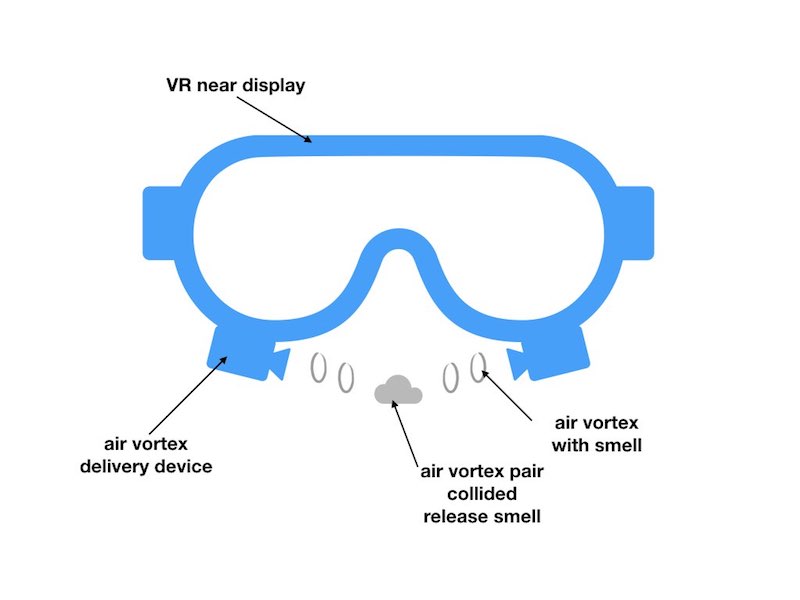 VR near display
air vortex
delivery device
air vortex
with smell
air vortex pair
collided
release smell